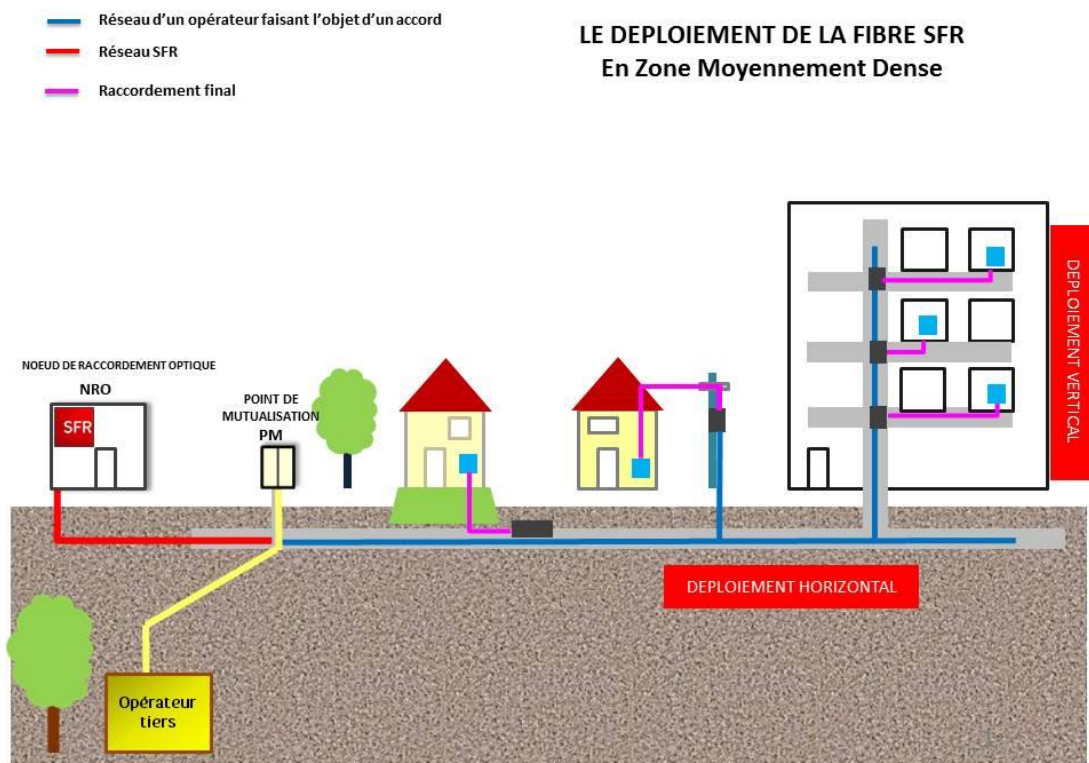 Réseau d'un opérateur faisant l'objet d'un accord
Réseau SFR
Raccordement final
LE DEPLOIEMENT DE LA FIBRE SFR
En Zone Moyennement Dense
NOEUD DE RACCORDEMENT OPTIQUE
NRO
SFR
POINT DE
MUTUALISATION
PM
DEPLOIEMENT VERTICAL
DEPLOIEMENT HORIZONTAL
Opérateur
tiers